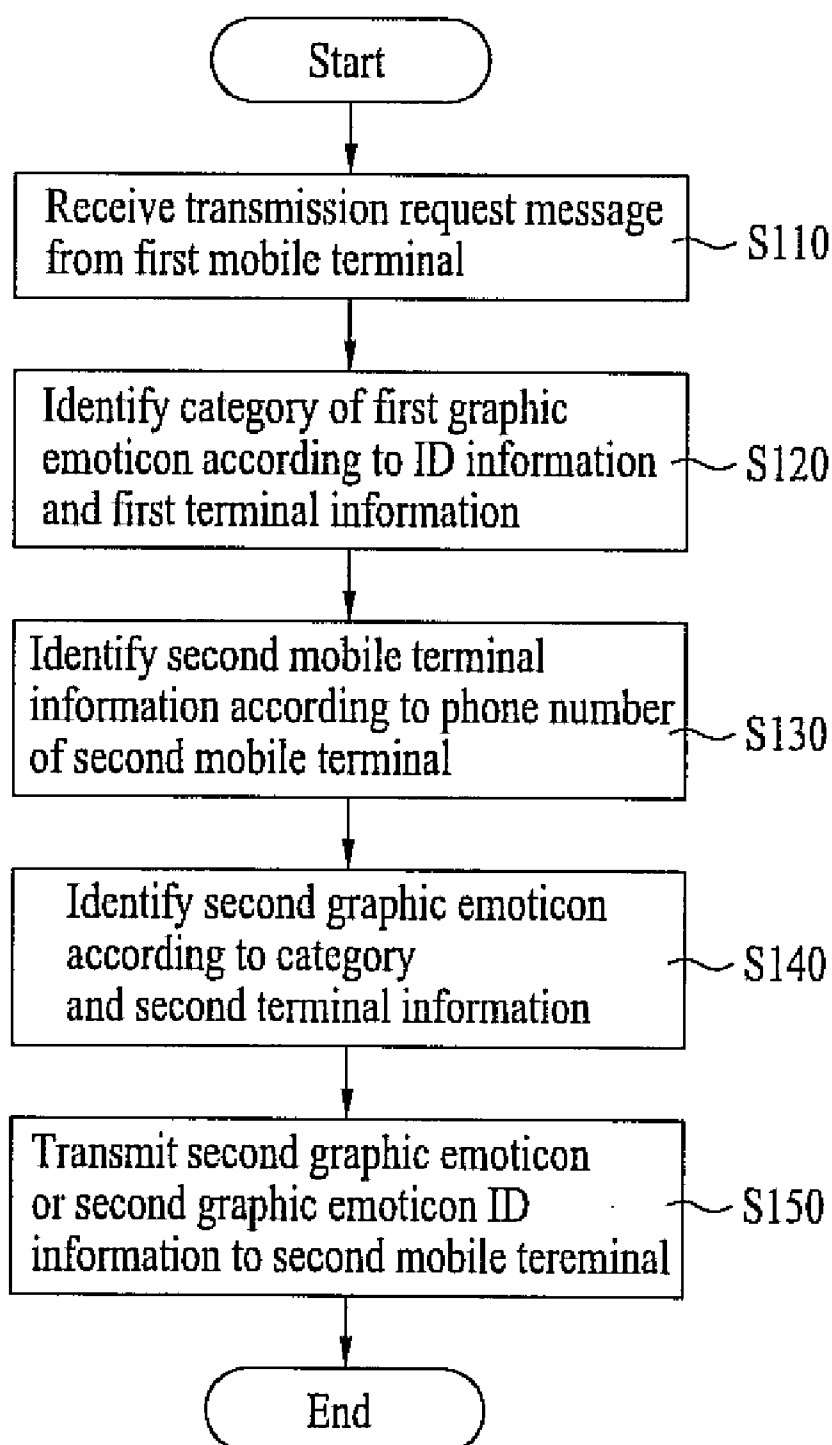 Start
Receive transmission request message
from first mobile terminal
S110
Identify category of first graphic
emoticon according to ID information
and first terminal information
S120
Identify second mobile terminal
information according to phone number
of second mobile terminal
S130
Identify second graphic emoticon
according to category
and second terminal information
S140
Transmit second graphic emoticon
or second graphic emoticon ID
information to second mobile tereminal
S150
End